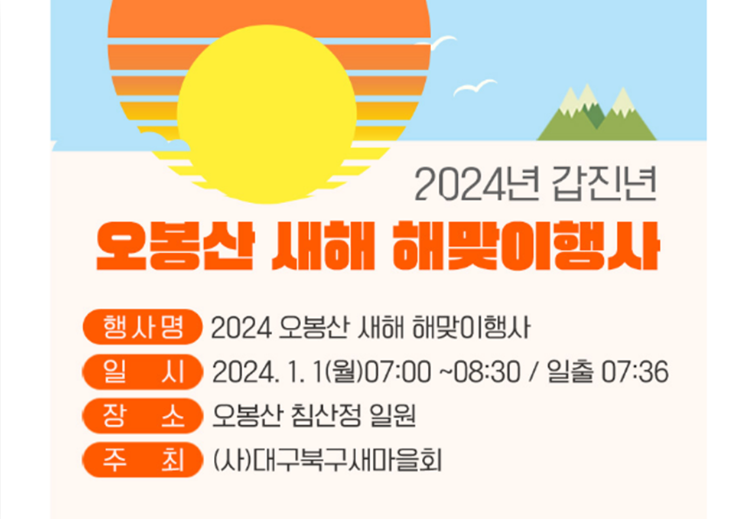 2024년 갑진년
오봉산 새해 해맞이행사
행사명 2024 오봉산 새해 해맞이행사
일 시 2024. 1. 1(월)07:00 ~08:30 / 일출 07:36
장 소 오봉산 침산정 일원
주 최 (사)대구북구새마을회